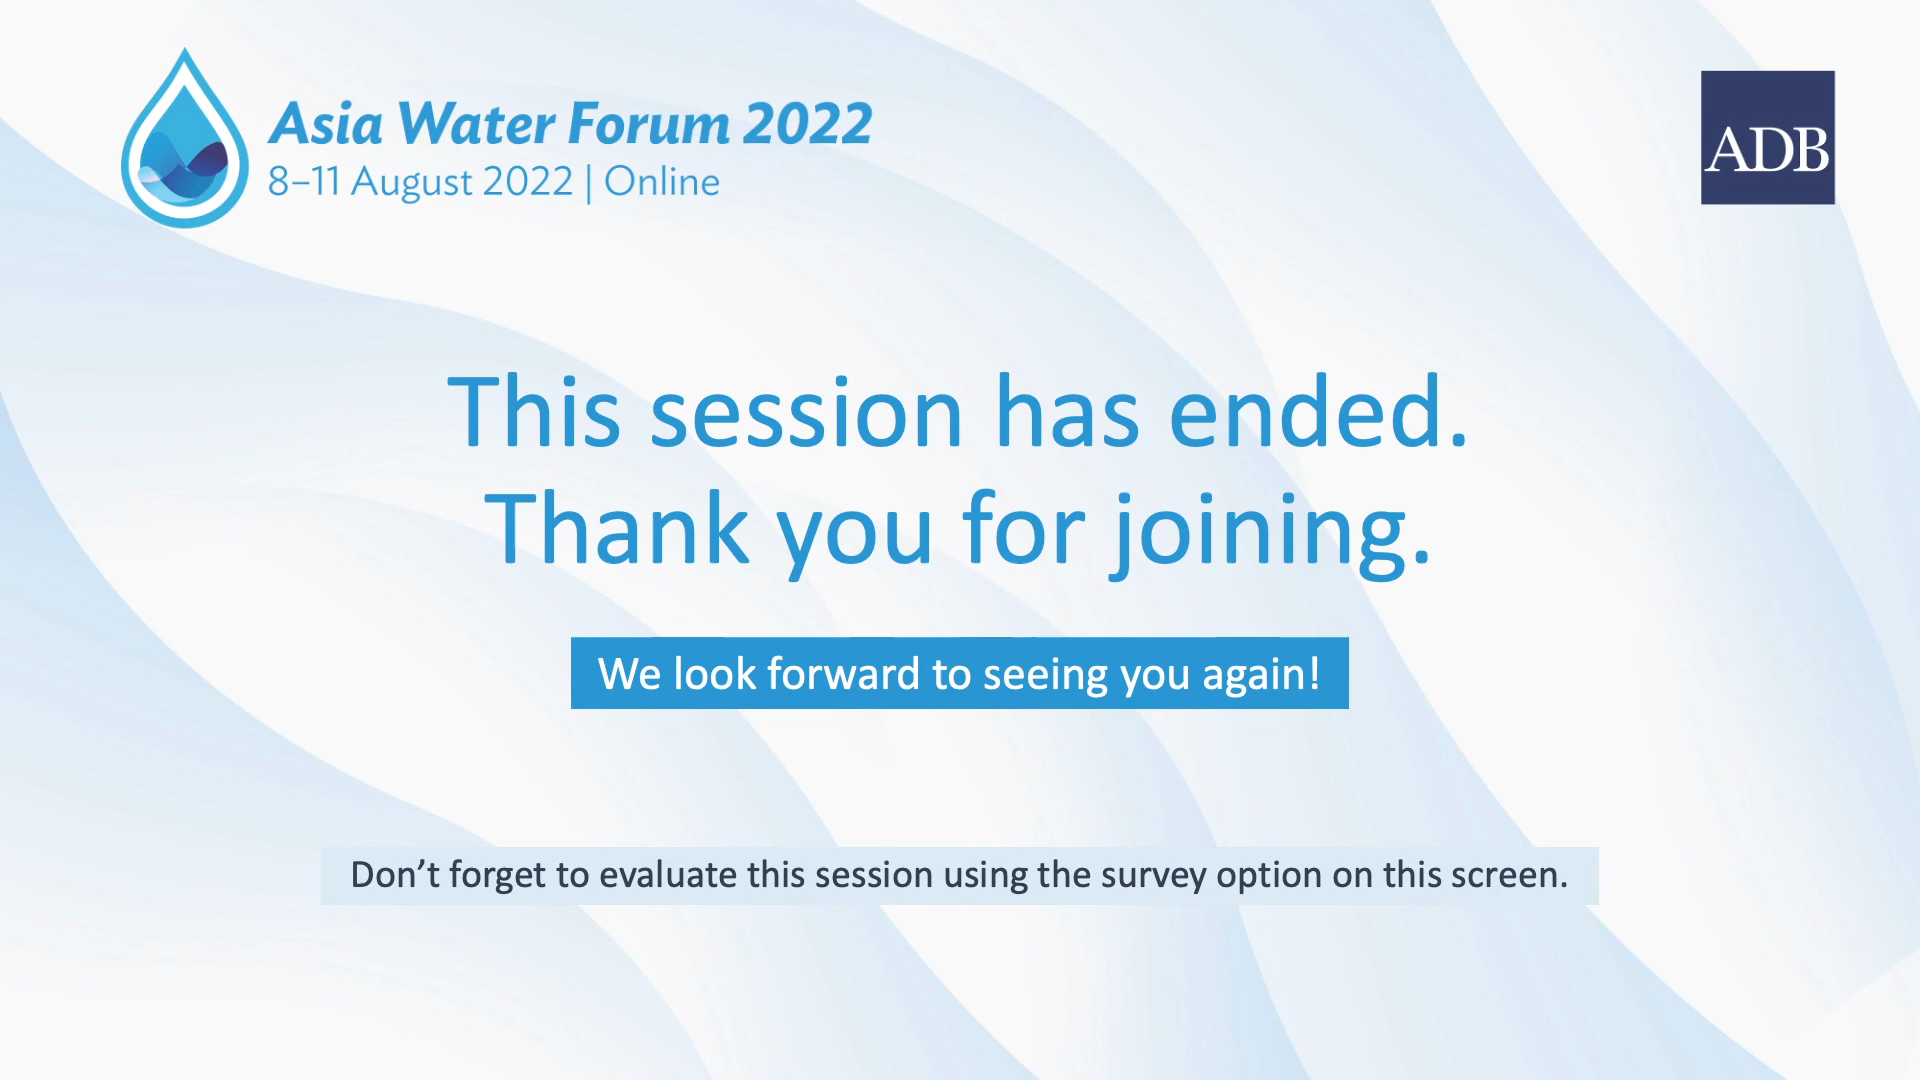 Asia Water Forum 2022
8–11 August 2022 | Online
ADB
This session has ended.
Thank you for joining.
We look forward to seeing you again!
Don’t forget to evaluate this session using the survey option on this screen.